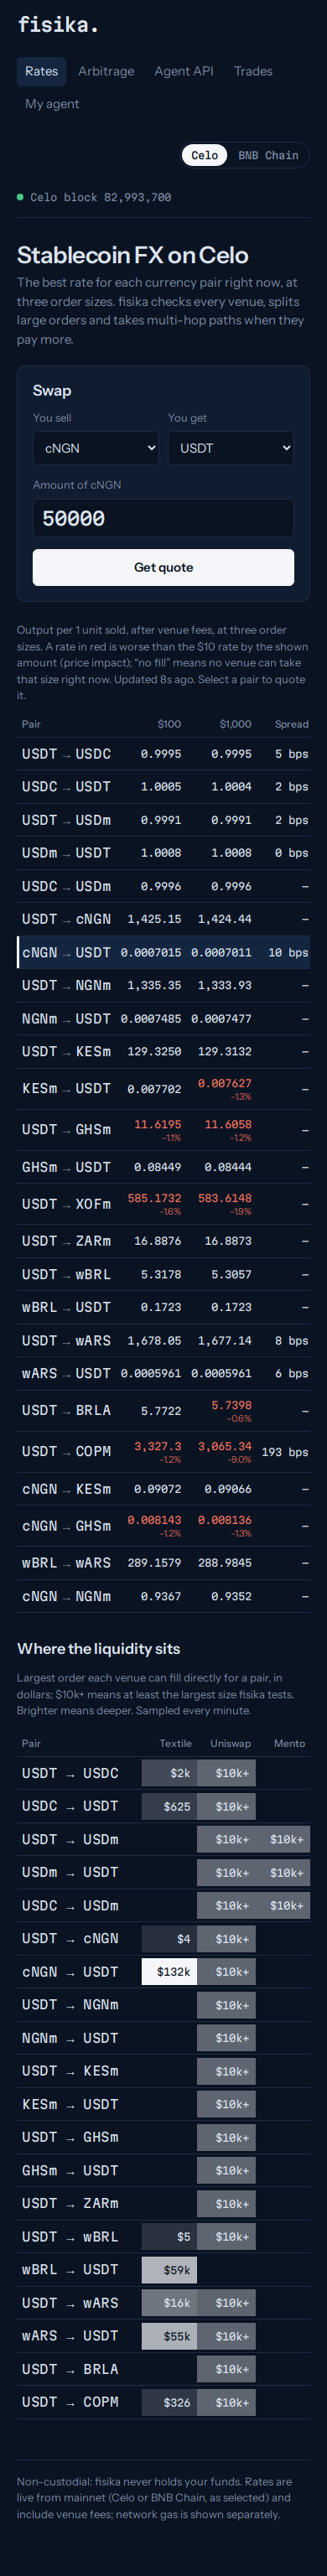 fisika.
Rates Arbitrage Agent API Trades
My agent
Celo BNB Chain
Celo block 82,993,700
Stablecoin FX on Celo
The best rate for each currency pair right now, at
three order sizes. fisika checks every venue, splits
large orders and takes multi-hop paths when they
pay more.
Swap
You sell You get
cNGN USDT
Amount of cNGN
50000
Get quote
Output per 1 unit sold, after venue fees, at three order
sizes. A rate in red is worse than the $10 rate by the shown
amount (price impact); "no fill" means no venue can take
that size right now. Updated 8s ago. Select a pair to quote
it.
Pair $100 $1,000 Spread
USDT → USDC 0.9995 0.9995 5 bps
USDC → USDT 1.0005 1.0004 2 bps
USDT → USDm 0.9991 0.9991 2 bps
USDm → USDT 1.0008 1.0008 0 bps
USDC → USDm 0.9996 0.9996 –
USDT → cNGN 1,425.15 1,424.44 –
cNGN → USDT 0.0007015 0.0007011 10 bps
USDT → NGNm 1,335.35 1,333.93 –
NGNm → USDT 0.0007485 0.0007477 –
USDT → KESm 129.3250 129.3132 –
KESm → USDT 0.007702 0.007627 –
-1.3%
USDT → GHSm 11.6195 11.6058 –
-1.1% -1.2%
GHSm → USDT 0.08449 0.08444 –
USDT → XOFm 585.1732 583.6148 –
-1.6% -1.9%
USDT → ZARm 16.8876 16.8873 –
USDT → wBRL 5.3178 5.3057 –
wBRL → USDT 0.1723 0.1723 –
USDT → wARS 1,678.05 1,677.14 8 bps
wARS → USDT 0.0005961 0.0005961 6 bps
USDT → BRLA 5.7722 5.7398 –
-0.6%
USDT → COPM 3,327.3 3,065.34 193 bps
-1.2% -9.0%
cNGN → KESm 0.09072 0.09066 –
cNGN → GHSm 0.008143 0.008136 –
-1.2% -1.3%
wBRL → wARS 289.1579 288.9845 –
cNGN → NGNm 0.9367 0.9352 –
Where the liquidity sits
Largest order each venue can fill directly for a pair, in
dollars; $10k+ means at least the largest size fisika tests.
Brighter means deeper. Sampled every minute.
Pair Textile Uniswap Mento
USDT → USDC $2k $10k+
USDC → USDT $625 $10k+
USDT → USDm $10k+ $10k+
USDm → USDT $10k+ $10k+
USDC → USDm $10k+ $10k+
USDT → cNGN $4 $10k+
cNGN → USDT $132k $10k+
USDT → NGNm $10k+
NGNm → USDT $10k+
USDT → KESm $10k+
KESm → USDT $10k+
USDT → GHSm $10k+
GHSm → USDT $10k+
USDT → ZARm $10k+
USDT → wBRL $5 $10k+
wBRL → USDT $59k
USDT → wARS $16k $10k+
wARS → USDT $55k $10k+
USDT → BRLA $10k+
USDT → COPM $326 $10k+
Non-custodial: fisika never holds your funds. Rates are
live from mainnet (Celo or BNB Chain, as selected) and
include venue fees; network gas is shown separately.